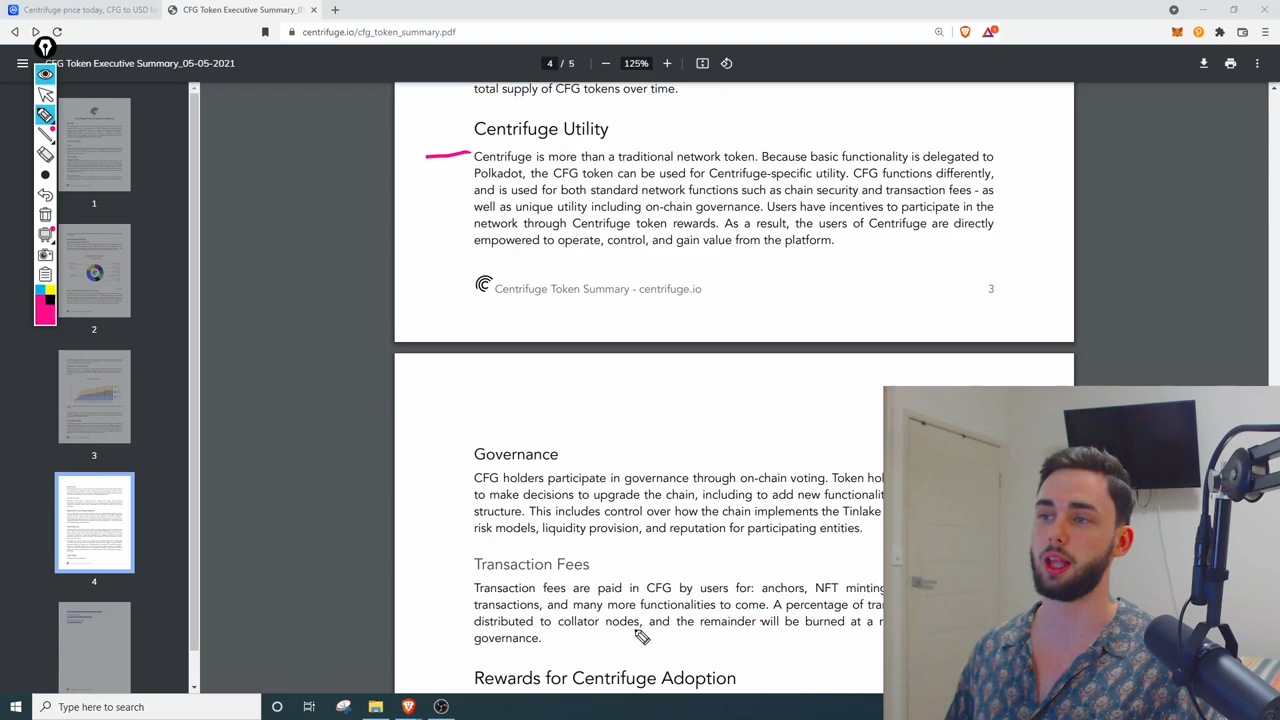 Centrifuge price today, CFG to USD li
CFG Token Executive Summary_0
centrifuge.io/cfg_token_summary.pdf
CFG Token Executive Summary_05-05-2021
4 / 5
125%
1
2
3
4
total supply of CFG tokens over time.
Centrifuge Utility
Centrifuge is more than a traditional network token. Because basic functionality is delegated to
Polkadot, the CFG token can be used for Centrifuge-specific utility. CFG functions differently,
and is used for both standard network functions such as chain security and transaction fees - as
well as unique utility including on-chain governance. Users have incentives to participate in the
network through Centrifuge token rewards. As a result, the users of Centrifuge are directly
empowered to operate, control, and gain value from the platform.
Centrifuge Token Summary - centrifuge.io
3
Governance
CFG holders participate in governance through on-chain voting. Token hol
to make decisions to upgrade the chain, including to add new functionalit
structure. This includes control over how the chain implements the Tinlake
risk models, liquidity provision, and reputation for participating entities.
Transaction Fees
Transaction fees are paid in CFG by users for: anchors, NFT minting
transactions, and many more functionalities to come. A percentage of tra
distributed to collator nodes, and the remainder will be burned at a r
governance.
Rewards for Centrifuge Adoption
Type here to search